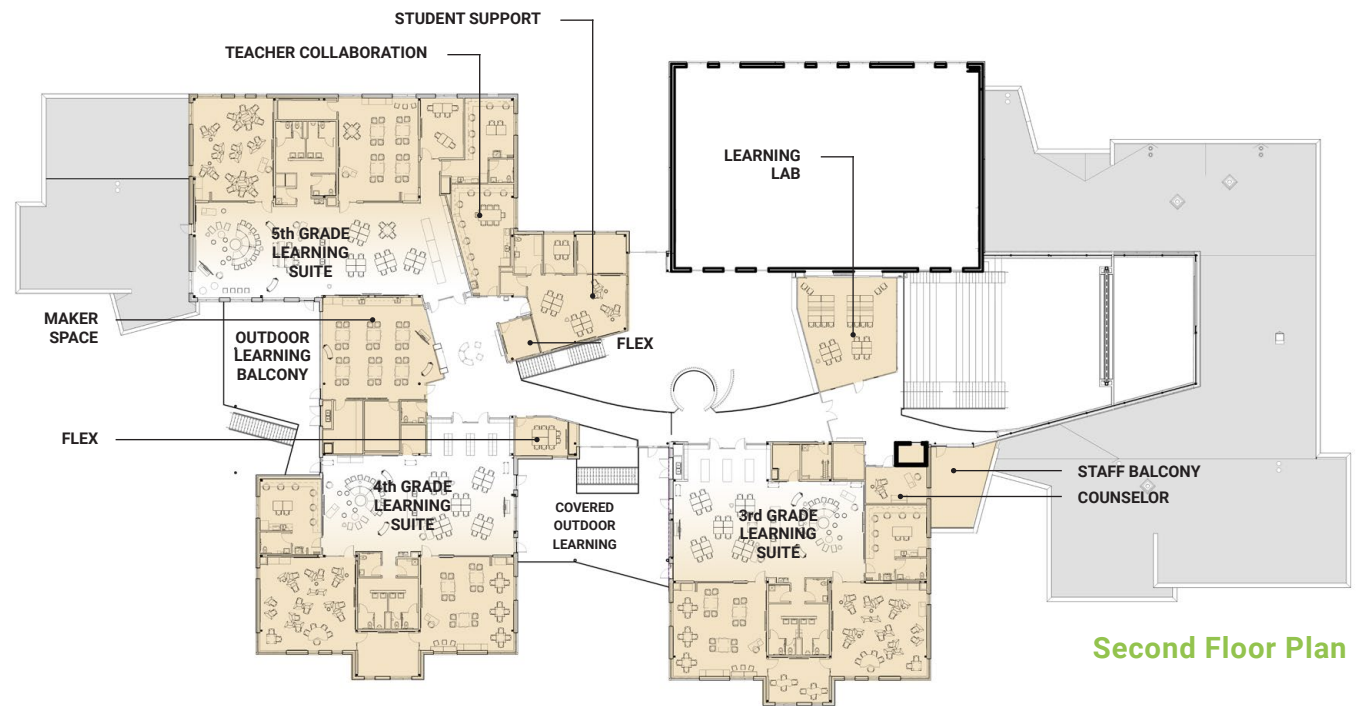 STUDENT SUPPORT
TEACHER COLLABORATION
LEARNING
LAB
5th GRADE
LEARNING
SUITE
MAKER
SPACE
OUTDOOR
LEARNING
BALCONY
FLEX
FLEX
4th GRADE
LEARNING
SUITE
COVERED
OUTDOOR
LEARNING
3rd GRADE
LEARNING
SUITE
STAFF BALCONY
COUNSELOR
Second Floor Plan